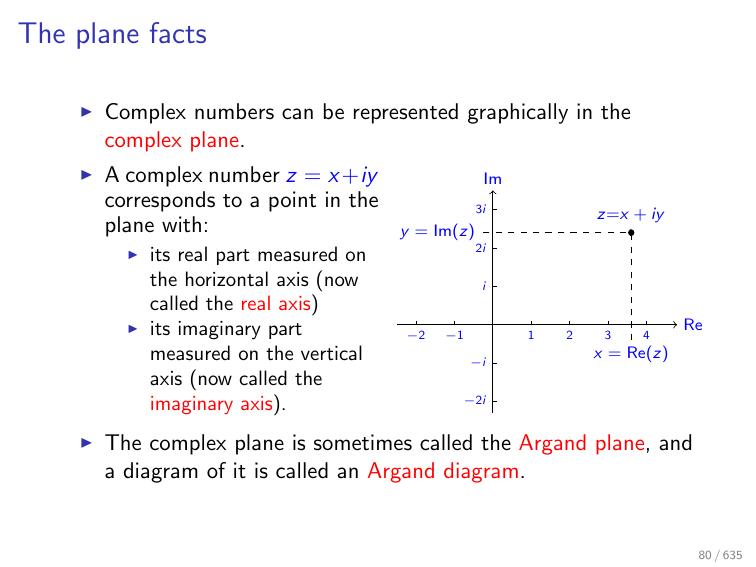 The plane facts
▶ Complex numbers can be represented graphically in the
complex plane.
▶ A complex number z = x+iy
corresponds to a point in the
plane with:
▶ its real part measured on
the horizontal axis (now
called the real axis)
▶ its imaginary part
measured on the vertical
axis (now called the
imaginary axis).
Im
3i
z=x + iy
y = Im(z)
2i
i
Re
−2 −1 1 2 3 4
x = Re(z)
−i
−2i
▶ The complex plane is sometimes called the Argand plane, and
a diagram of it is called an Argand diagram.
80 / 635